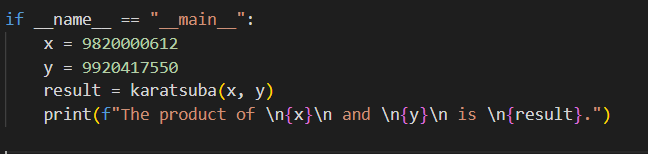 if __name__ == "__main__":
    x = 9820000612
    y = 9920417550
    result = karatsuba(x, y)
    print(f"The product of \n{x}\n and \n{y}\n is \n{result}.")